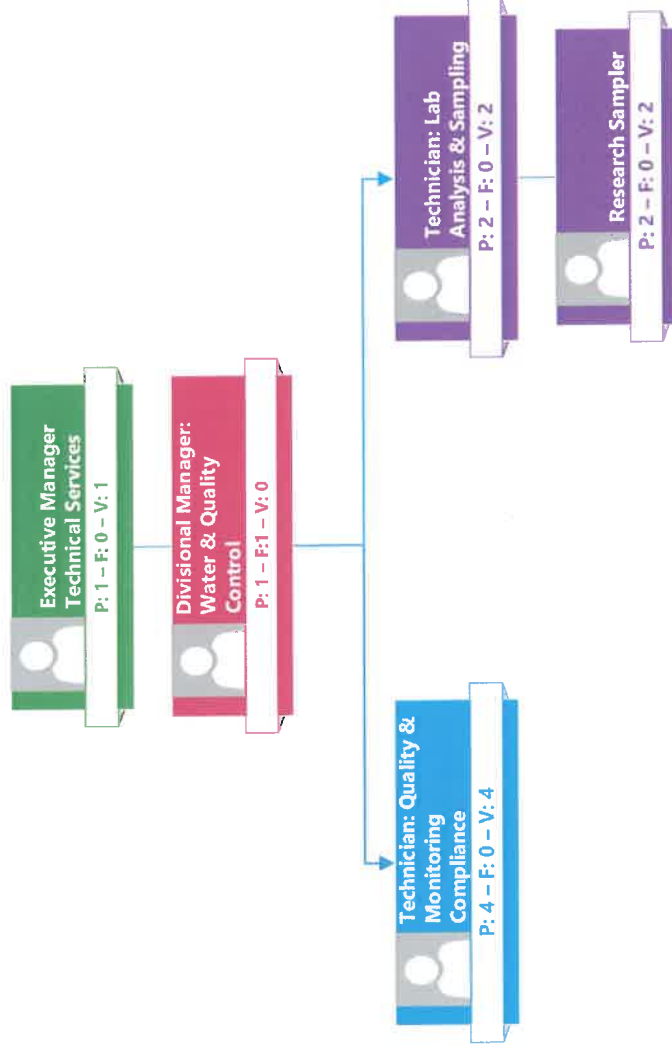 Executive Manager
Technical Services
P: 1 – F: 0 – V: 1
Divisional Manager:
Water & Quality
Control
P: 1 – F:1 – V: 0
Technician: Quality &
Monitoring
Compliance
P: 4 – F: 0 – V: 4
Technician: Lab
Analysis & Sampling
P: 2 – F: 0 – V: 2
Research Sampler
P: 2 – F: 0 – V: 2